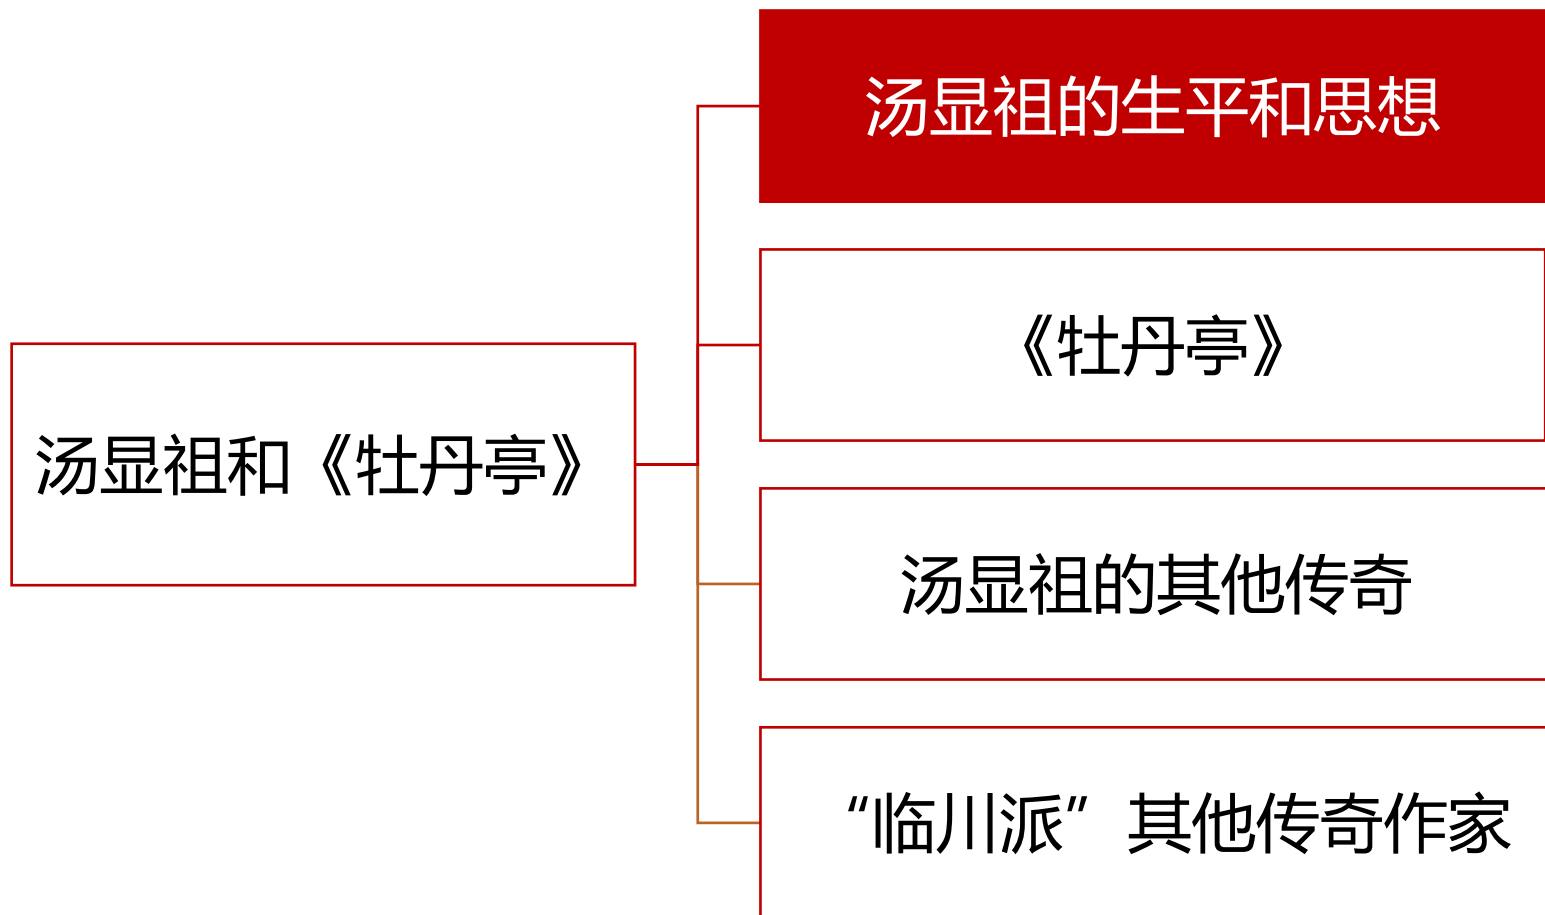 汤显祖的生平和思想
《牡丹亭》
汤显祖和《牡丹亭》
汤显祖的其他传奇
“临川派”其他传奇作家